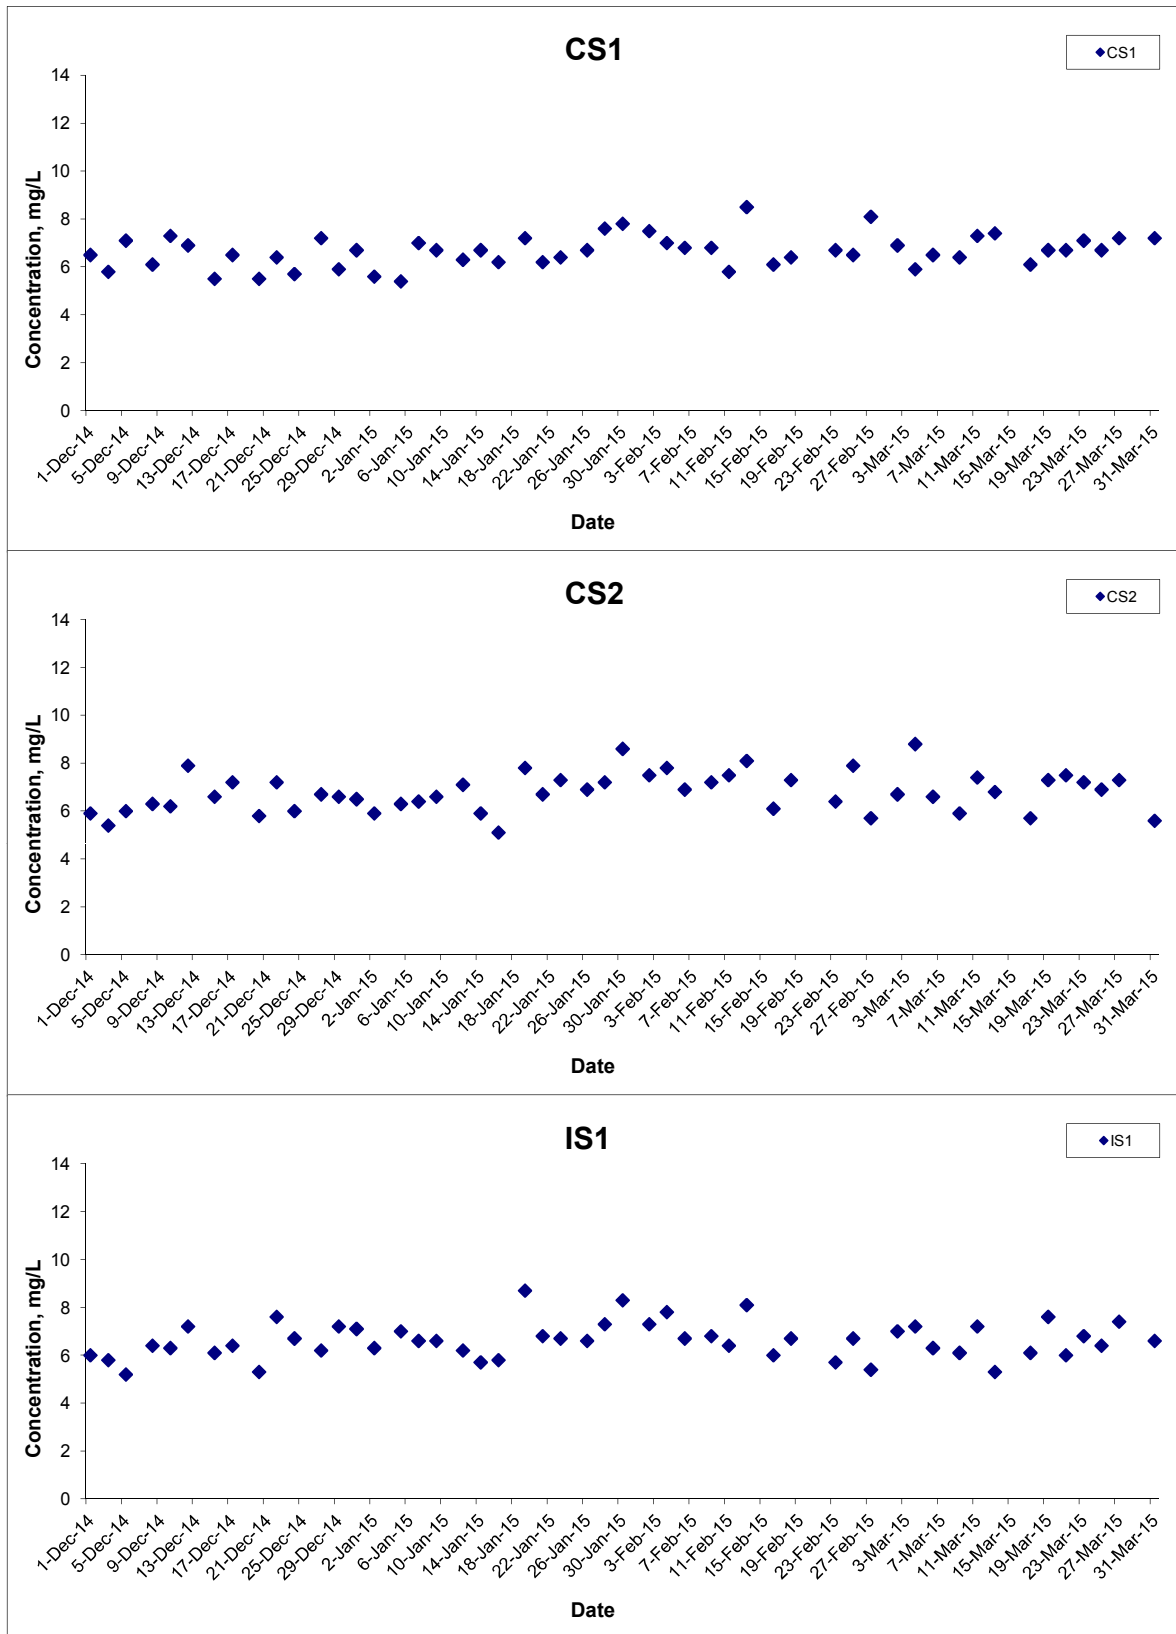 CS1
CS1
14
12
10
8
6
4
2
0
Concentration, mg/L
1-Dec-14
5-Dec-14
9-Dec-14
13-Dec-14
17-Dec-14
21-Dec-14
25-Dec-14
29-Dec-14
2-Jan-15
6-Jan-15
10-Jan-15
14-Jan-15
18-Jan-15
22-Jan-15
26-Jan-15
30-Jan-15
3-Feb-15
7-Feb-15
11-Feb-15
15-Feb-15
19-Feb-15
23-Feb-15
27-Feb-15
3-Mar-15
7-Mar-15
11-Mar-15
15-Mar-15
19-Mar-15
23-Mar-15
27-Mar-15
31-Mar-15
Date
CS2
CS2
14
12
10
8
6
4
2
0
Concentration, mg/L
1-Dec-14
5-Dec-14
9-Dec-14
13-Dec-14
17-Dec-14
21-Dec-14
25-Dec-14
29-Dec-14
2-Jan-15
6-Jan-15
10-Jan-15
14-Jan-15
18-Jan-15
22-Jan-15
26-Jan-15
30-Jan-15
3-Feb-15
7-Feb-15
11-Feb-15
15-Feb-15
19-Feb-15
23-Feb-15
27-Feb-15
3-Mar-15
7-Mar-15
11-Mar-15
15-Mar-15
19-Mar-15
23-Mar-15
27-Mar-15
31-Mar-15
Date
IS1
IS1
14
12
10
8
6
4
2
0
Concentration, mg/L
1-Dec-14
5-Dec-14
9-Dec-14
13-Dec-14
17-Dec-14
21-Dec-14
25-Dec-14
29-Dec-14
2-Jan-15
6-Jan-15
10-Jan-15
14-Jan-15
18-Jan-15
22-Jan-15
26-Jan-15
30-Jan-15
3-Feb-15
7-Feb-15
11-Feb-15
15-Feb-15
19-Feb-15
23-Feb-15
27-Feb-15
3-Mar-15
7-Mar-15
11-Mar-15
15-Mar-15
19-Mar-15
23-Mar-15
27-Mar-15
31-Mar-15
Date